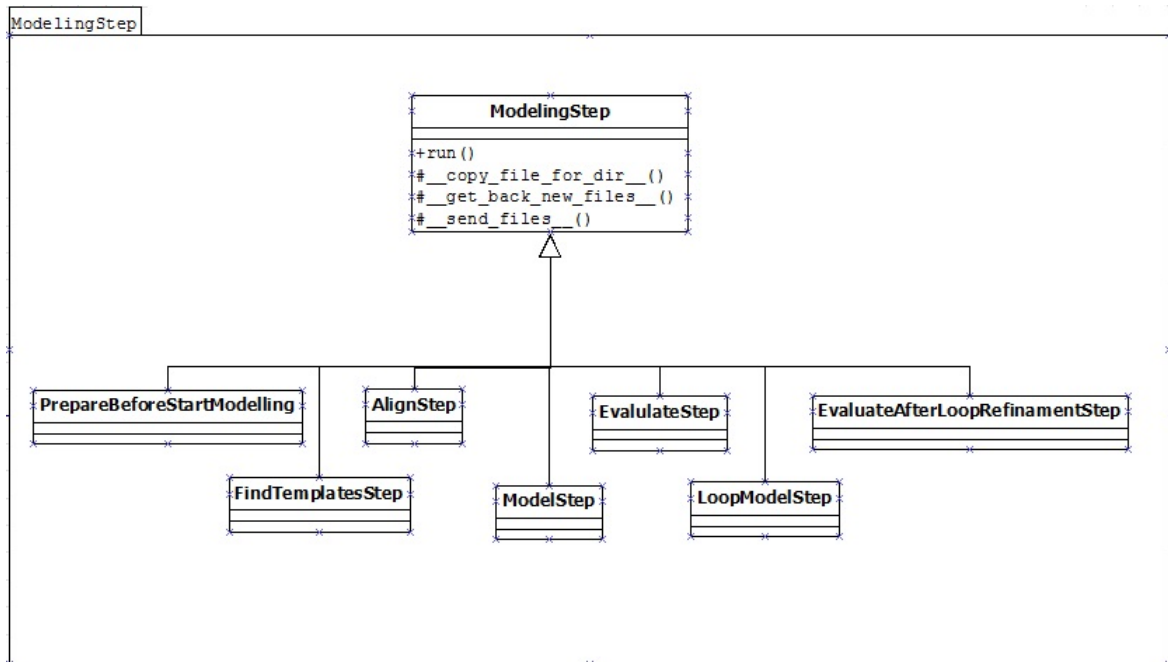 ModelingStep
ModelingStep
+run()
#__copy_file_for_dir__()
#__get_back_new_files__()
#__send_files__()
PrepareBeforeStartModelling
AlignStep
EvalulateStep
EvaluateAfterLoopRefinamentStep
FindTemplatesStep
ModelStep
LoopModelStep